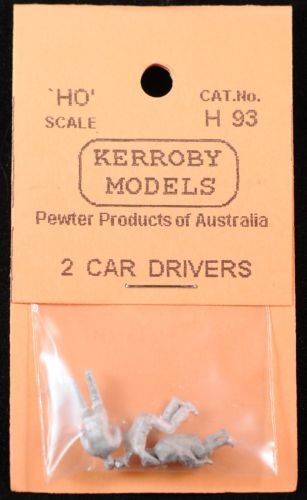 'HO' CAT.No.
SCALE H 93
KERROBY
MODELS
Pewter Products of Australia
2 CAR DRIVERS